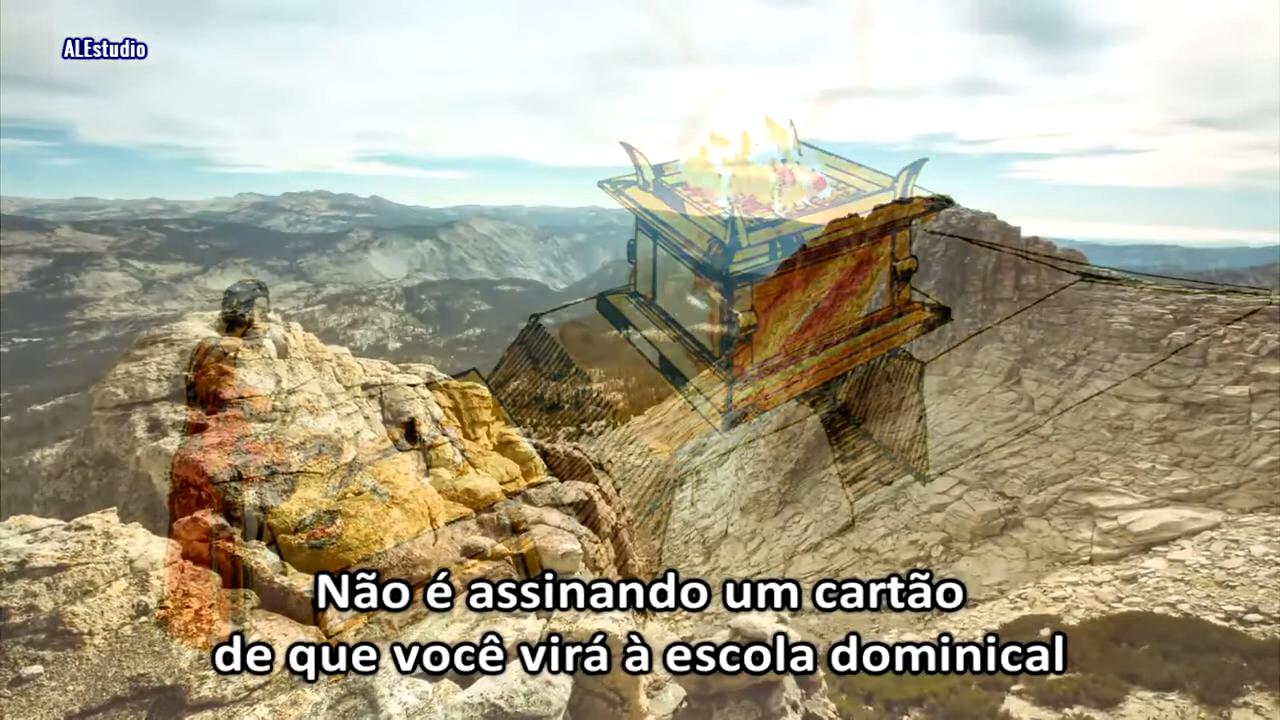 ALEstudio
Não é assinando um cartão
de que você virá à escola dominical